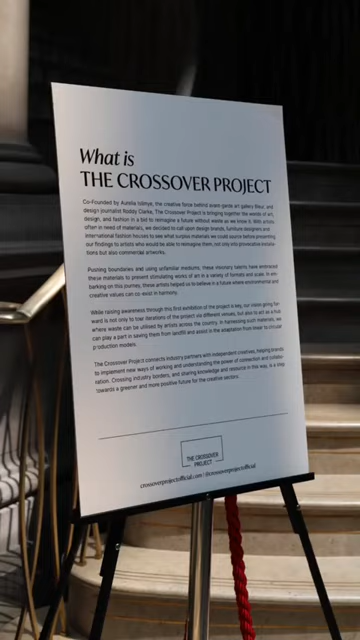 What is
THE CROSSOVER PROJECT
Co-Founded by Aurelia Islimye, the creative force behind avant-garde art gallery Bleur, and
design journalist Roddy Clarke, The Crossover Project is bringing together the worlds of art,
design, and fashion in a bid to reimagine a future without waste as we know it. With artists
often in need of materials, we decided to call upon design brands, furniture designers and
international fashion houses to see what surplus materials we could source before presenting
our findings to artists who would be able to reimagine them, not only into provocative installa-
tions but also commercial artworks.
Pushing boundaries and using unfamiliar mediums, these visionary talents have embraced
these materials to present stimulating works of art in a variety of formats and scale. In em-
barking on this journey, these artists helped us to believe in a future where environments and
creative values can co-exist in harmony.
While raising awareness through this first exhibition of the project is key, our vision going for-
ward is not only to tour iterations of the project via different venues, but also to act as a hub
where waste can be utilised by artists across the country. In harnessing materials, we
can play a part in saving them from landfill and assist in the adaptation from linear to circular
production models.
The Crossover Project connects industry partners with independent creatives, helping brands
to implement new ways of working and understanding the power of connection and collabo-
ration. Crossing industry borders, and sharing knowledge and resource in this way, is a step
towards a greener and more positive future for the creative sectors.
THE CROSSOVER
PROJECT
crossoverprojectofficial.com / @crossoverprojectofficial